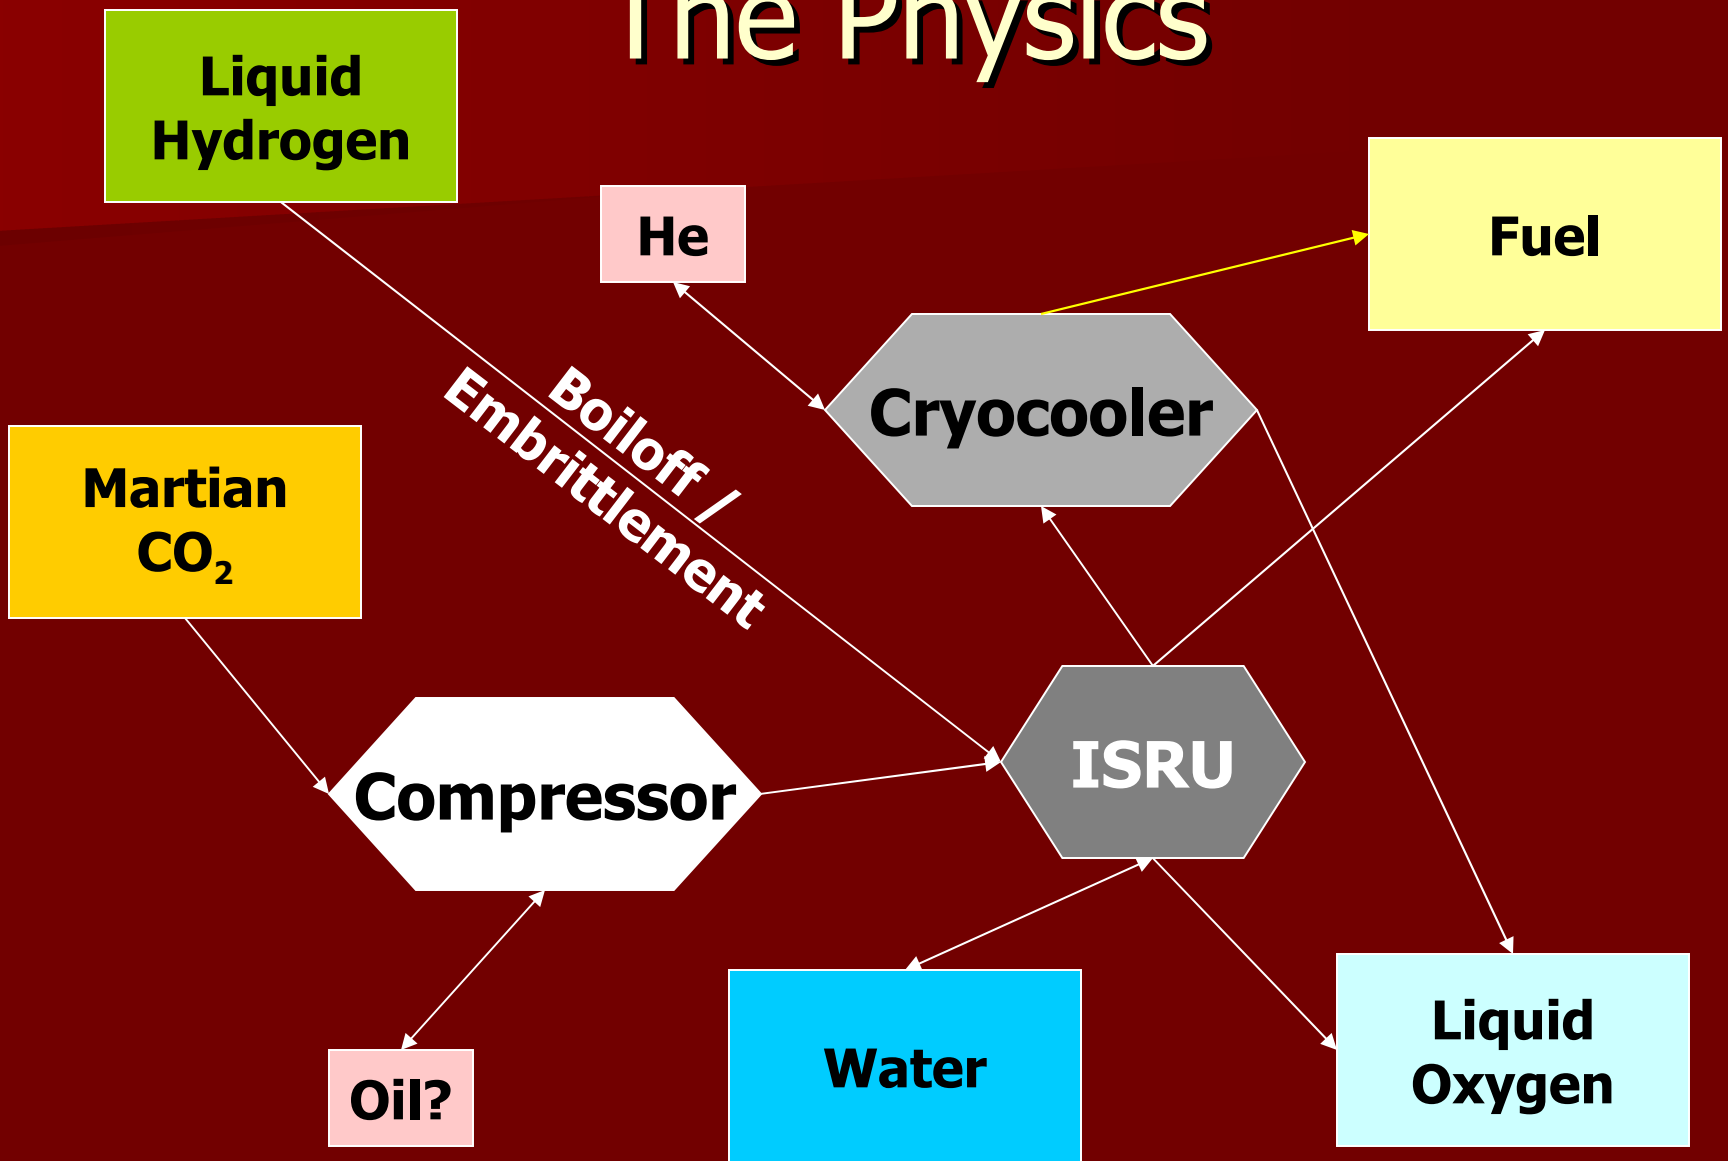 The Physics
Liquid
Hydrogen
He
Fuel
Boiloff /
Embrittlement
Cryocooler
Martian
CO₂
Compressor
ISRU
Oil?
Water
Liquid
Oxygen